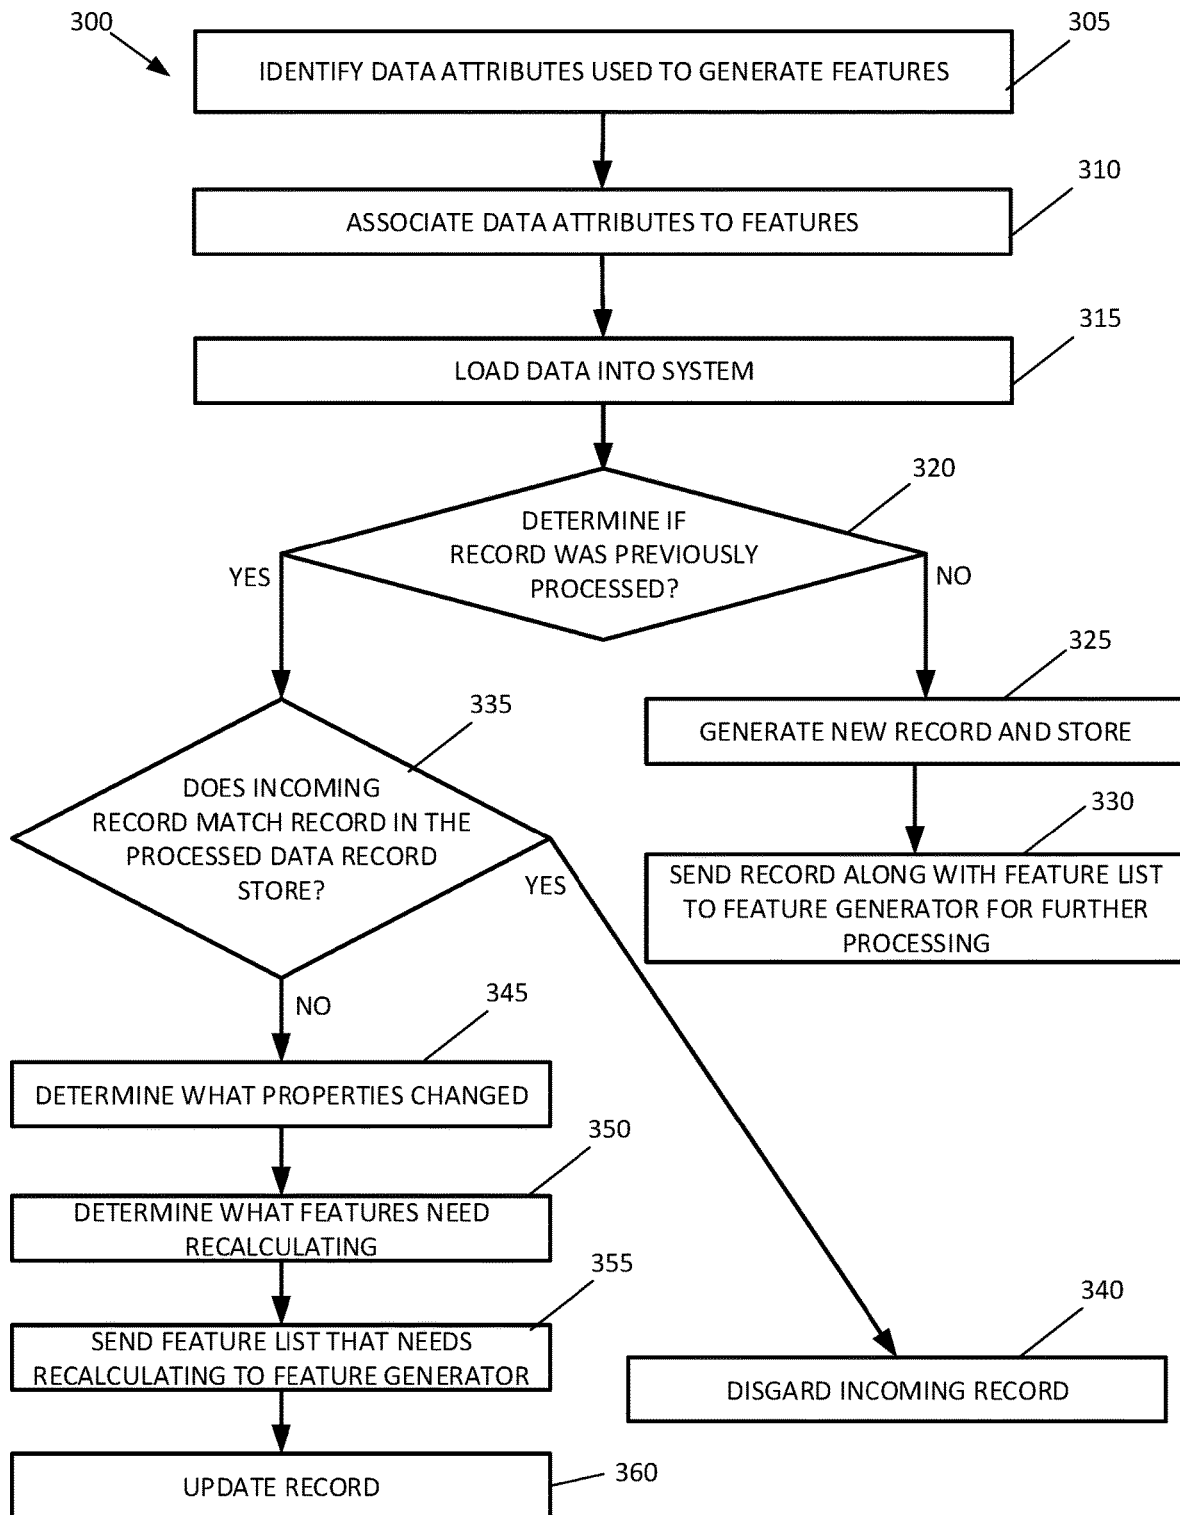 300
305
IDENTIFY DATA ATTRIBUTES USED TO GENERATE FEATURES
310
ASSOCIATE DATA ATTRIBUTES TO FEATURES
315
LOAD DATA INTO SYSTEM
320
DETERMINE IF
RECORD WAS PREVIOUSLY
PROCESSED?
YES
NO
325
GENERATE NEW RECORD AND STORE
330
SEND RECORD ALONG WITH FEATURE LIST
TO FEATURE GENERATOR FOR FURTHER
PROCESSING
335
DOES INCOMING
RECORD MATCH RECORD IN THE
PROCESSED DATA RECORD
STORE?
YES
NO
345
DETERMINE WHAT PROPERTIES CHANGED
350
DETERMINE WHAT FEATURES NEED
RECALCULATING
355
SEND FEATURE LIST THAT NEEDS
RECALCULATING TO FEATURE GENERATOR
340
DISGARD INCOMING RECORD
UPDATE RECORD
360